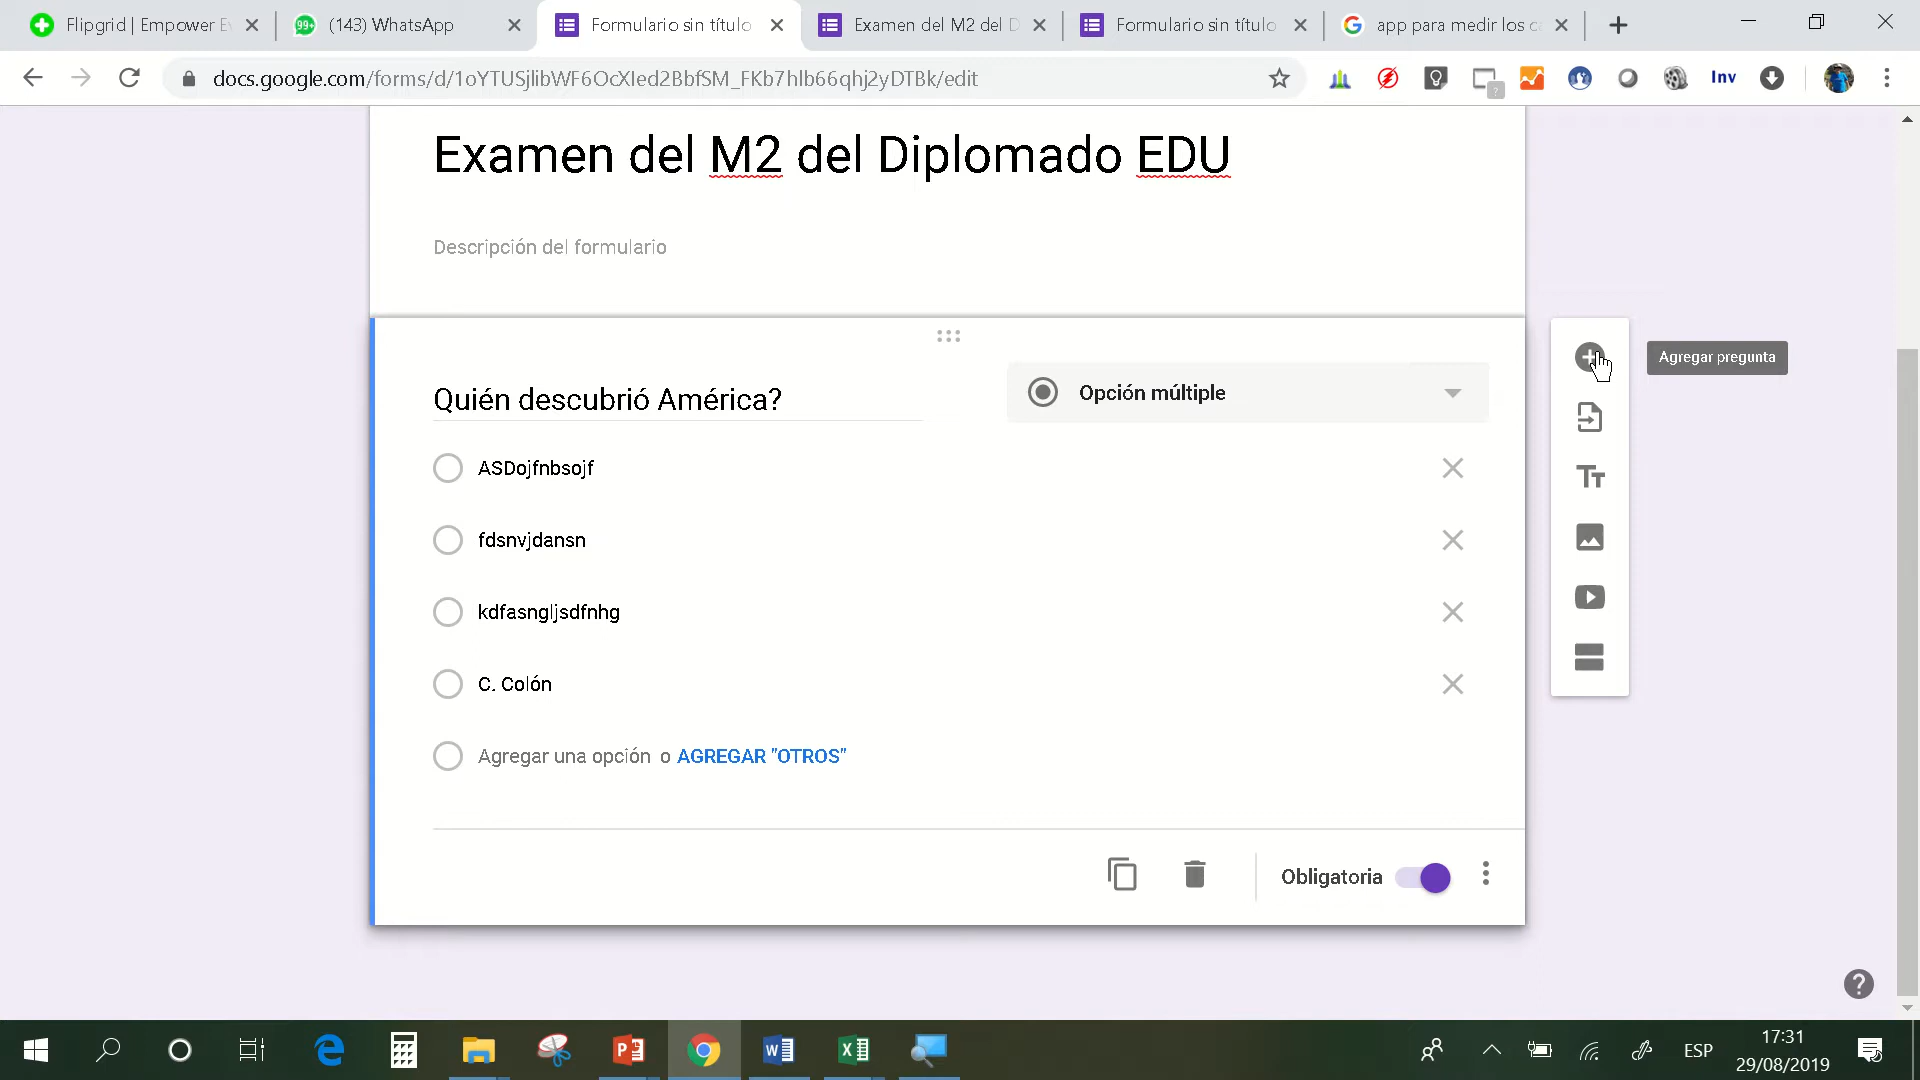 Flipgrid | Empower E
(143) WhatsApp
Formulario sin título
Examen del M2 del D
Formulario sin título
app para medir los c
docs.google.com/forms/d/1oYTUSjlibWF6OcXIed2BbfSM_FKb7hlb66qhj2yDTBk/edit
Inv
Examen del M2 del Diplomado EDU
Descripción del formulario
Agregar pregunta
Quién descubrió América?
Opción múltiple
ASDojfnbsojf
fdsnvjdansn
kdfasngljsdfnhg
C. Colón
Agregar una opción o AGREGAR "OTROS"
Obligatoria
17:31
ESP
29/08/2019